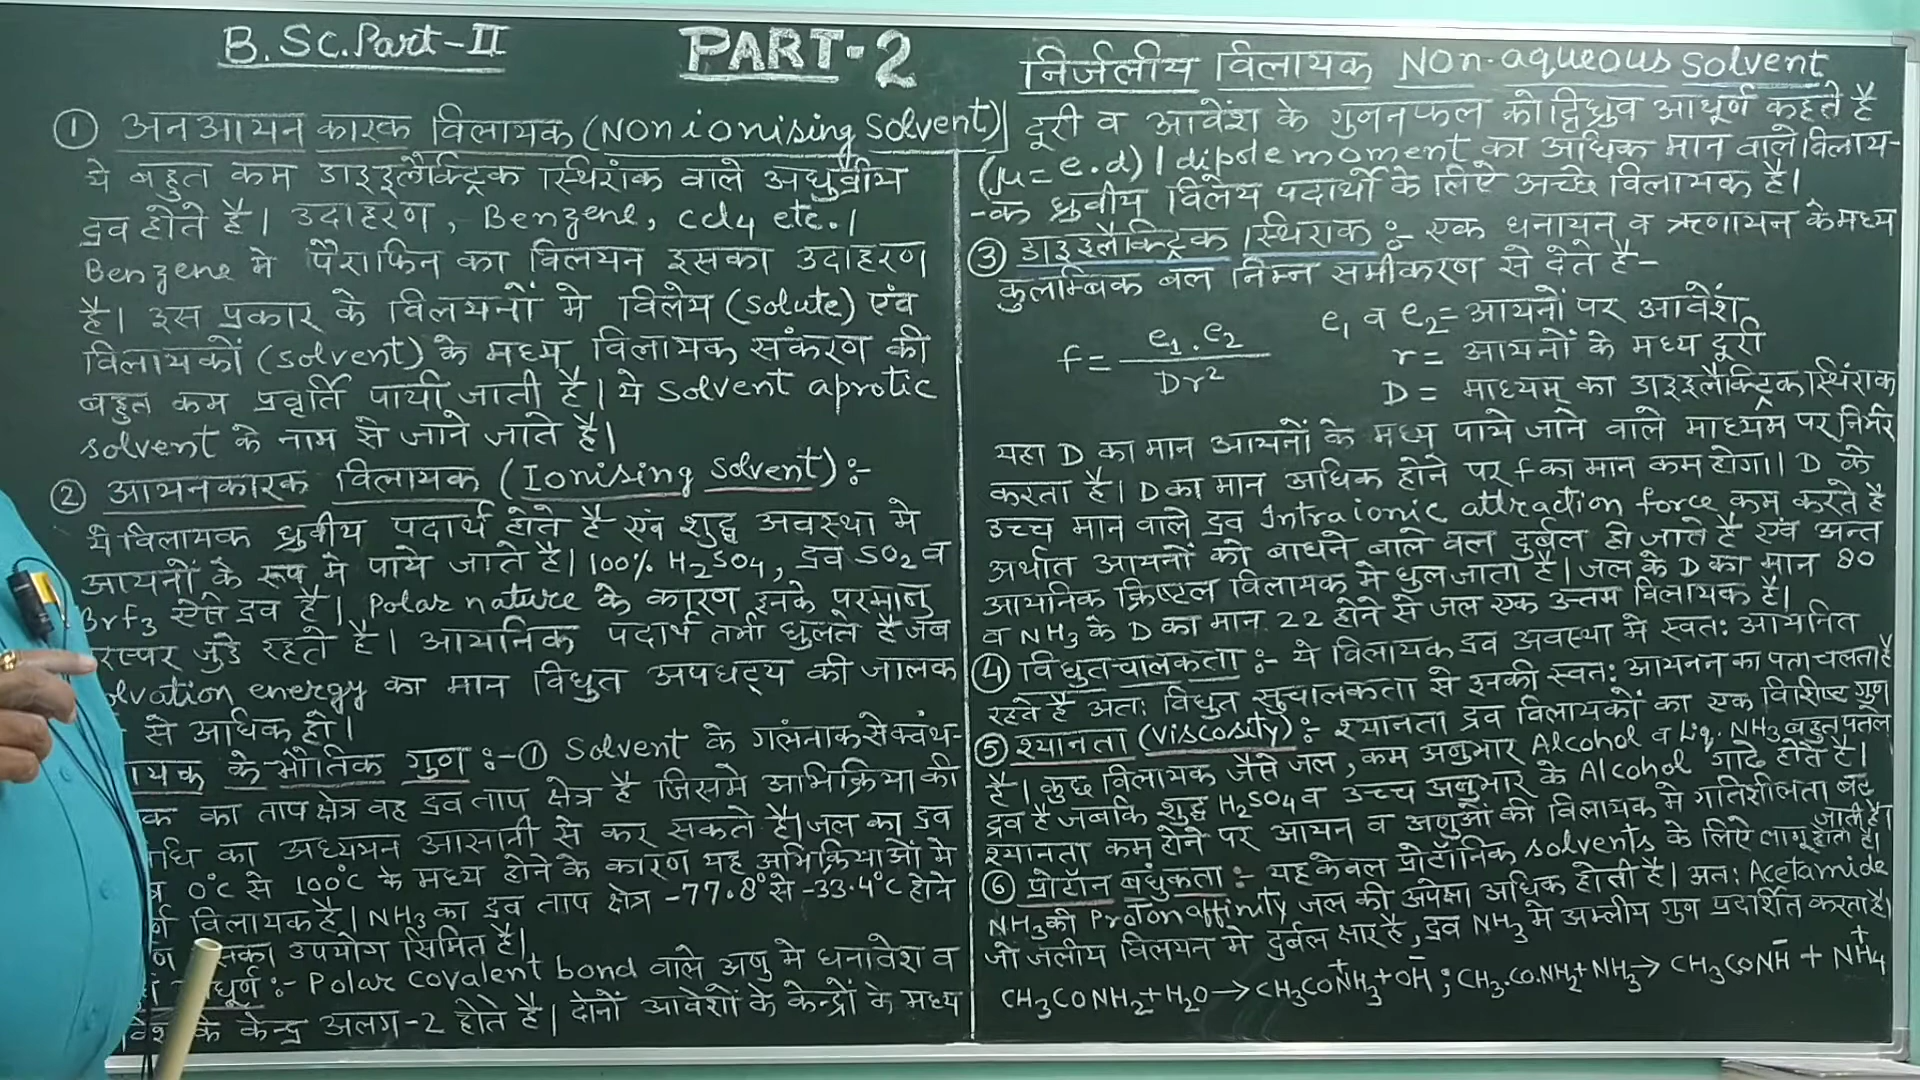 B.Sc.Part-II
PART-2
निर्जलीय विलायक Non-aqueous Solvent
① अनआयन कारक विलायक (Non ionising Solvent)।
ये बहुत कम डाइइलैक्ट्रिक स्थिरांक वाले अध्रुवीय
द्रव होते है। उदाहरण, Benzene, ccl4 etc.।
Benzene मे पैराफिन का विलयन इसका उदाहरण
है। इस प्रकार के विलयनों मे विलेय (Solute) एंव
विलायकों (Solvent) के मध्य विलायक संकरण की
बहुत कम प्रवृर्ति पायी जाती है। ये Solvent aprotic
solvent के नाम से जाने जाते है।
② आयनकारक विलायक (Ionising Solvent) :-
ये विलायक ध्रुवीय पदार्थ होते है एंव शुद्ध अवस्था मे
आयनों के रूप मे पाये जाते है। 100% H2SO4, द्रव SO2 व
Brf3 ऐसे द्रव है। Polar nature के कारण इनके परमाणु
जुडे रहते है। आयनिक पदार्थ तभी घुलते है जब
olvation energy का मान विधुत अपघट्य की जालक
से अधिक हो।
यक के भौतिक गुण :- ① Solvent के गलंनाक से क्वंथ-
क का ताप क्षेत्र वह द्रव ताप क्षेत्र है जिसमे अभिक्रिया की
का अध्ययन आसानी से कर सकते है। जल का द्रव
0°c से 100°c के मध्य होने के कारण यह अभिक्रियाओं मे
विलायक है। NH3 का द्रव ताप क्षेत्र -77.8° से -33.4°c होने
उपयोग सिमित है।
:- Polar covalent bond वाले अणु मे धनावेश व
के केन्द्र अलग-2 होते है। दोनों आवेशों के केन्द्रों के मध्य
दूरी व आवेंश के गुननफल को द्विध्रुव आधूर्ण कहते है
(μ = e.d)। dipole moment का अधिक मान वाले विलाय-
-क ध्रुवीय विलेय पदार्थो के लिऐ अच्छे विलायक है।
③ डाइइलैक्ट्रिक स्थिरांक :- एक धनायन व ऋणायन के मध्य
कुलाम्बिक बल निम्न समीकरण से देते है-
f = e1.e2 / Dr2
e1 व e2 = आयनों पर आवेंश
r = आयनों के मध्य दूरी
D = माध्यम् का डाइइलैक्ट्रिक स्थिरांक
यहा D का मान आयनों के मध्य पाये जाने वाले माध्यम पर निर्भर
करता है। D का मान अधिक होने पर f का मान कम होगा। D के
उच्च मान वाले द्रव Intraionic attraction force कम करते है
अर्थात आयनों को बाधने बाले वल दुर्बल हो जाते है एंव अन्त
आयनिक क्रिष्टल विलायक मे धुल जाता है। जल के D का मान 80
व NH3 के D का मान 22 होने से जल एक उत्तम विलायक है।
④ विधुतचालकता :- ये विलायक द्रव अवस्था मे स्वतः आयनित
रहते है अतः विधुत सुचालकता से इनकी स्वतः आयनन का पता चलता है
⑤ श्यानता (Viscosity) :- श्यानता द्रव विलायकों का एक विशिष्ट गुण
है। कुछ विलायक जैसे जल, कम अणुभार Alcohol व Liq. NH3 बहुत पतले
द्रव है जबकि शुद्ध H2SO4 व उच्च अणुभार के Alcohol गाढे होते है।
श्यानता कम होने पर आयन व अणुओं की विलायक मे गतिशीलता बढ
जाती है।
⑥ प्रोटॉन बंधुकता :- यह केवल प्रोटॉनिक solvents के लिऐ लागू होता है।
NH3 की Proton affinity जल की अपेक्षा अधिक होती है। अतः Acetamide
जो जलीय विलयन मे दुर्बल क्षार है, द्रव NH3 मे अम्लीय गुण प्रदर्शित करता है।
CH3CONH2 + H2O → CH3CONH3+ + OH- ; CH3.CO.NH2 + NH3 → CH3CONH- + NH4+